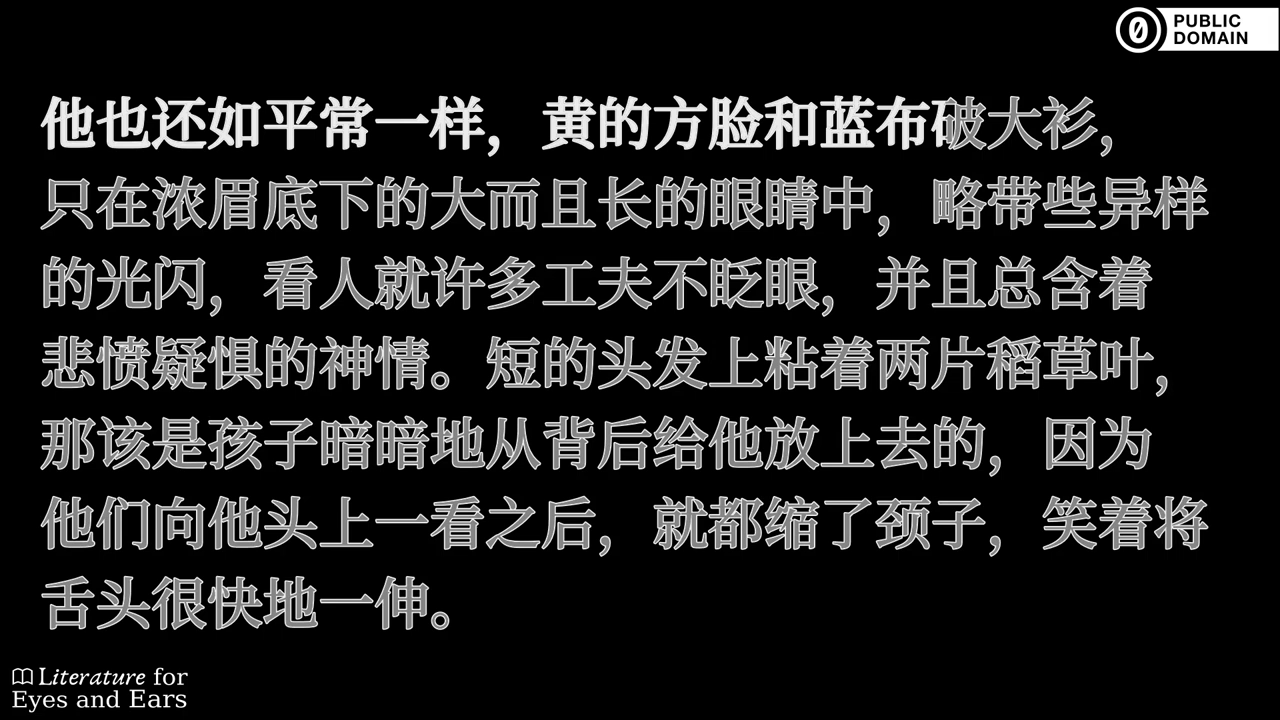 PUBLIC
DOMAIN
他也还如平常一样，黄的方脸和蓝布破大衫，
只在浓眉底下的大而且长的眼睛中，略带些异样
的光闪，看人就许多工夫不眨眼，并且总含着
悲愤疑惧的神情。短的头发上粘着两片稻草叶，
那该是孩子暗暗地从背后给他放上去的，因为
他们向他头上一看之后，就都缩了颈子，笑着将
舌头很快地一伸。
Literature for
Eyes and Ears